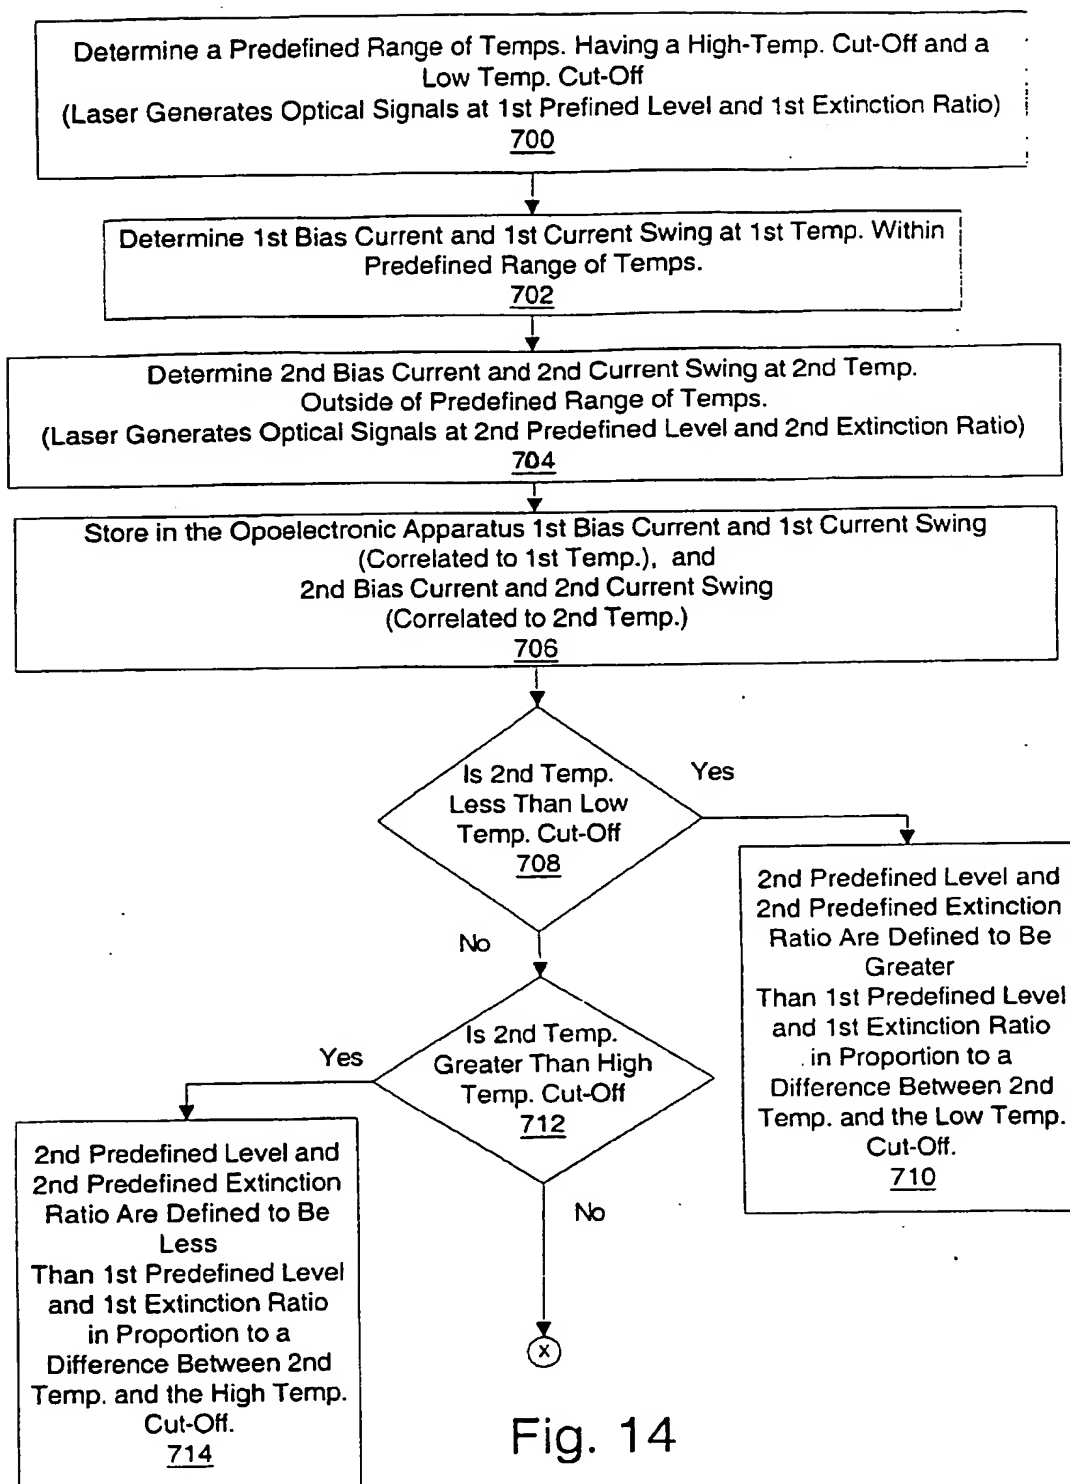 Determine a Predefined Range of Temps. Having a High-Temp. Cut-Off and a
Low Temp. Cut-Off
(Laser Generates Optical Signals at 1st Prefined Level and 1st Extinction Ratio)
700
Determine 1st Bias Current and 1st Current Swing at 1st Temp. Within
Predefined Range of Temps.
702
Determine 2nd Bias Current and 2nd Current Swing at 2nd Temp.
Outside of Predefined Range of Temps.
(Laser Generates Optical Signals at 2nd Predefined Level and 2nd Extinction Ratio)
704
Store in the Opoelectronic Apparatus 1st Bias Current and 1st Current Swing
(Correlated to 1st Temp.), and
2nd Bias Current and 2nd Current Swing
(Correlated to 2nd Temp.)
706
Is 2nd Temp.
Less Than Low
Temp. Cut-Off
708
Yes
No
2nd Predefined Level and
2nd Predefined Extinction
Ratio Are Defined to Be
Greater
Than 1st Predefined Level
and 1st Extinction Ratio
in Proportion to a
Difference Between 2nd
Temp. and the Low Temp.
Cut-Off.
710
Is 2nd Temp.
Greater Than High
Temp. Cut-Off
712
Yes
No
2nd Predefined Level and
2nd Predefined Extinction
Ratio Are Defined to Be
Less
Than 1st Predefined Level
and 1st Extinction Ratio
in Proportion to a
Difference Between 2nd
Temp. and the High Temp.
Cut-Off.
714
X
Fig. 14